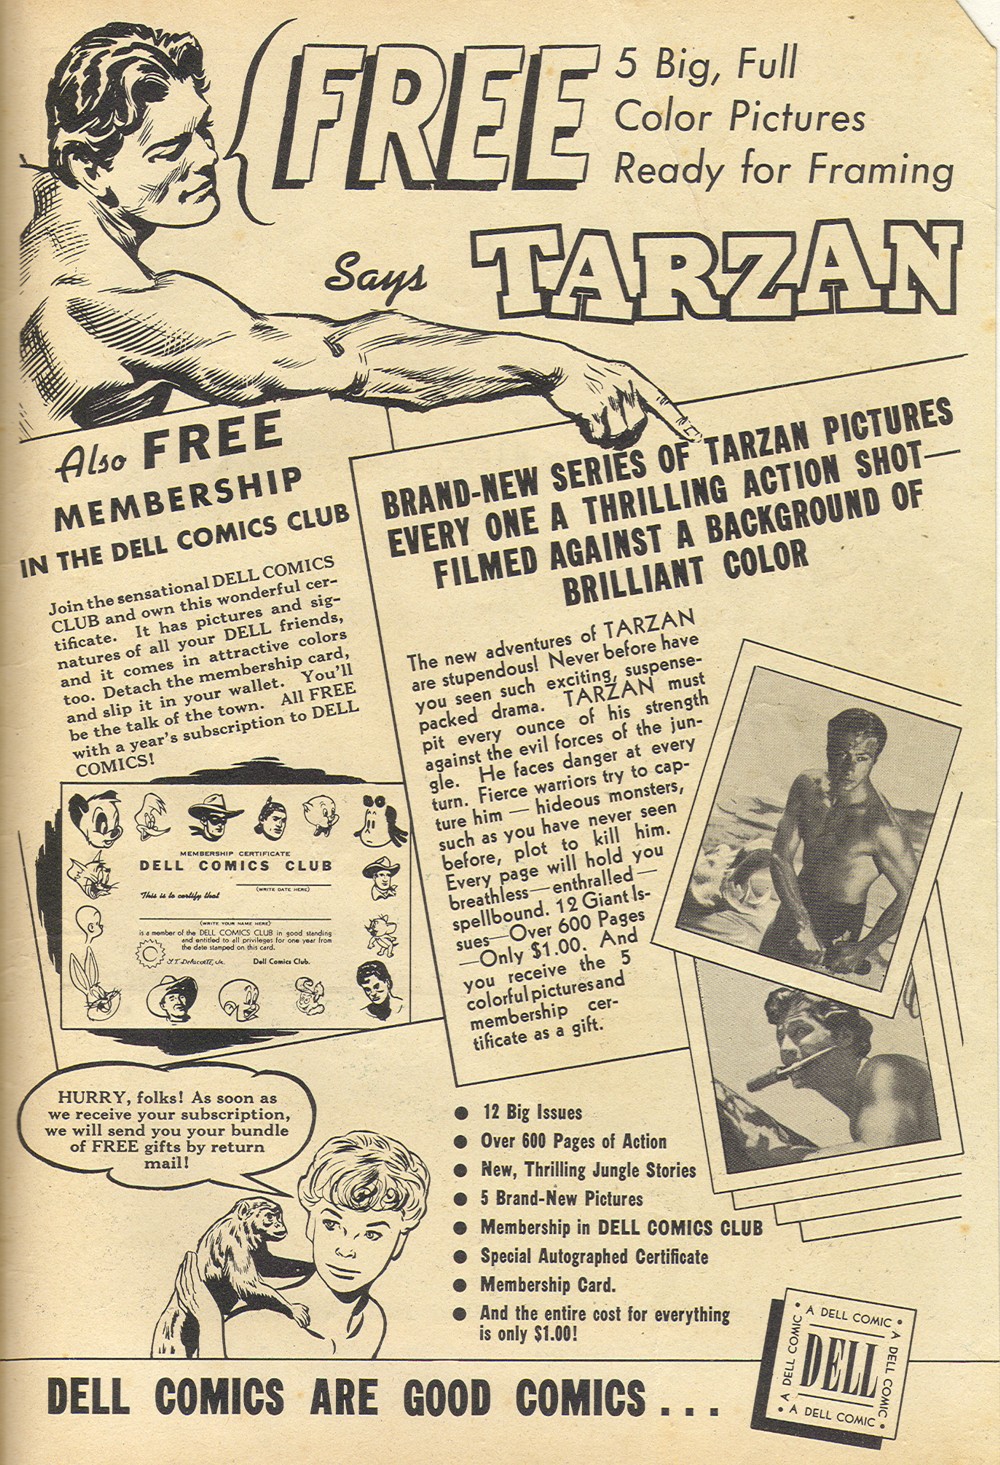 FREE
5 Big, Full
Color Pictures
Ready for Framing
Says TARZAN
Also FREE
MEMBERSHIP
IN THE DELL COMICS CLUB
Join the sensational DELL COMICS
CLUB and own this wonderful cer-
tificate. It has pictures and sig-
natures of all your DELL friends,
and it comes in attractive colors
too. Detach the membership card,
and slip it in your wallet. You'll
be the talk of the town. All FREE
with a year's subscription to DELL
COMICS!
MEMBERSHIP CERTIFICATE
DELL COMICS CLUB
(WRITE DATE HERE)
This is to certify that
(WRITE YOUR NAME HERE)
is a member of the DELL COMICS CLUB in good standing
and entitled to all privileges for one year from
the date stamped on this card.
Dell Comics Club.
BRAND-NEW SERIES OF TARZAN PICTURES
EVERY ONE A THRILLING ACTION SHOT—
FILMED AGAINST A BACKGROUND OF
BRILLIANT COLOR
The new adventures of TARZAN
are stupendous! Never before have
you seen such exciting, suspense-
packed drama. TARZAN must
pit every ounce of his strength
against the evil forces of the jun-
gle. He faces danger at every
turn. Fierce warriors try to cap-
ture him — hideous monsters,
such as you have never seen
before, plot to kill him.
Every page will hold you
breathless—enthralled—
spellbound. 12 Giant Is-
sues—Over 600 Pages
—Only $1.00. And
you receive the 5
colorful pictures and
membership cer-
tificate as a gift.
HURRY, folks! As soon as
we receive your subscription,
we will send you your bundle
of FREE gifts by return
mail!
● 12 Big Issues
● Over 600 Pages of Action
● New, Thrilling Jungle Stories
● 5 Brand-New Pictures
● Membership in DELL COMICS CLUB
● Special Autographed Certificate
● Membership Card.
● And the entire cost for everything
is only $1.00!
DELL COMICS ARE GOOD COMICS . . .
A DELL COMIC • A DELL COMIC • A DELL COMIC • A DELL COMIC •
DELL